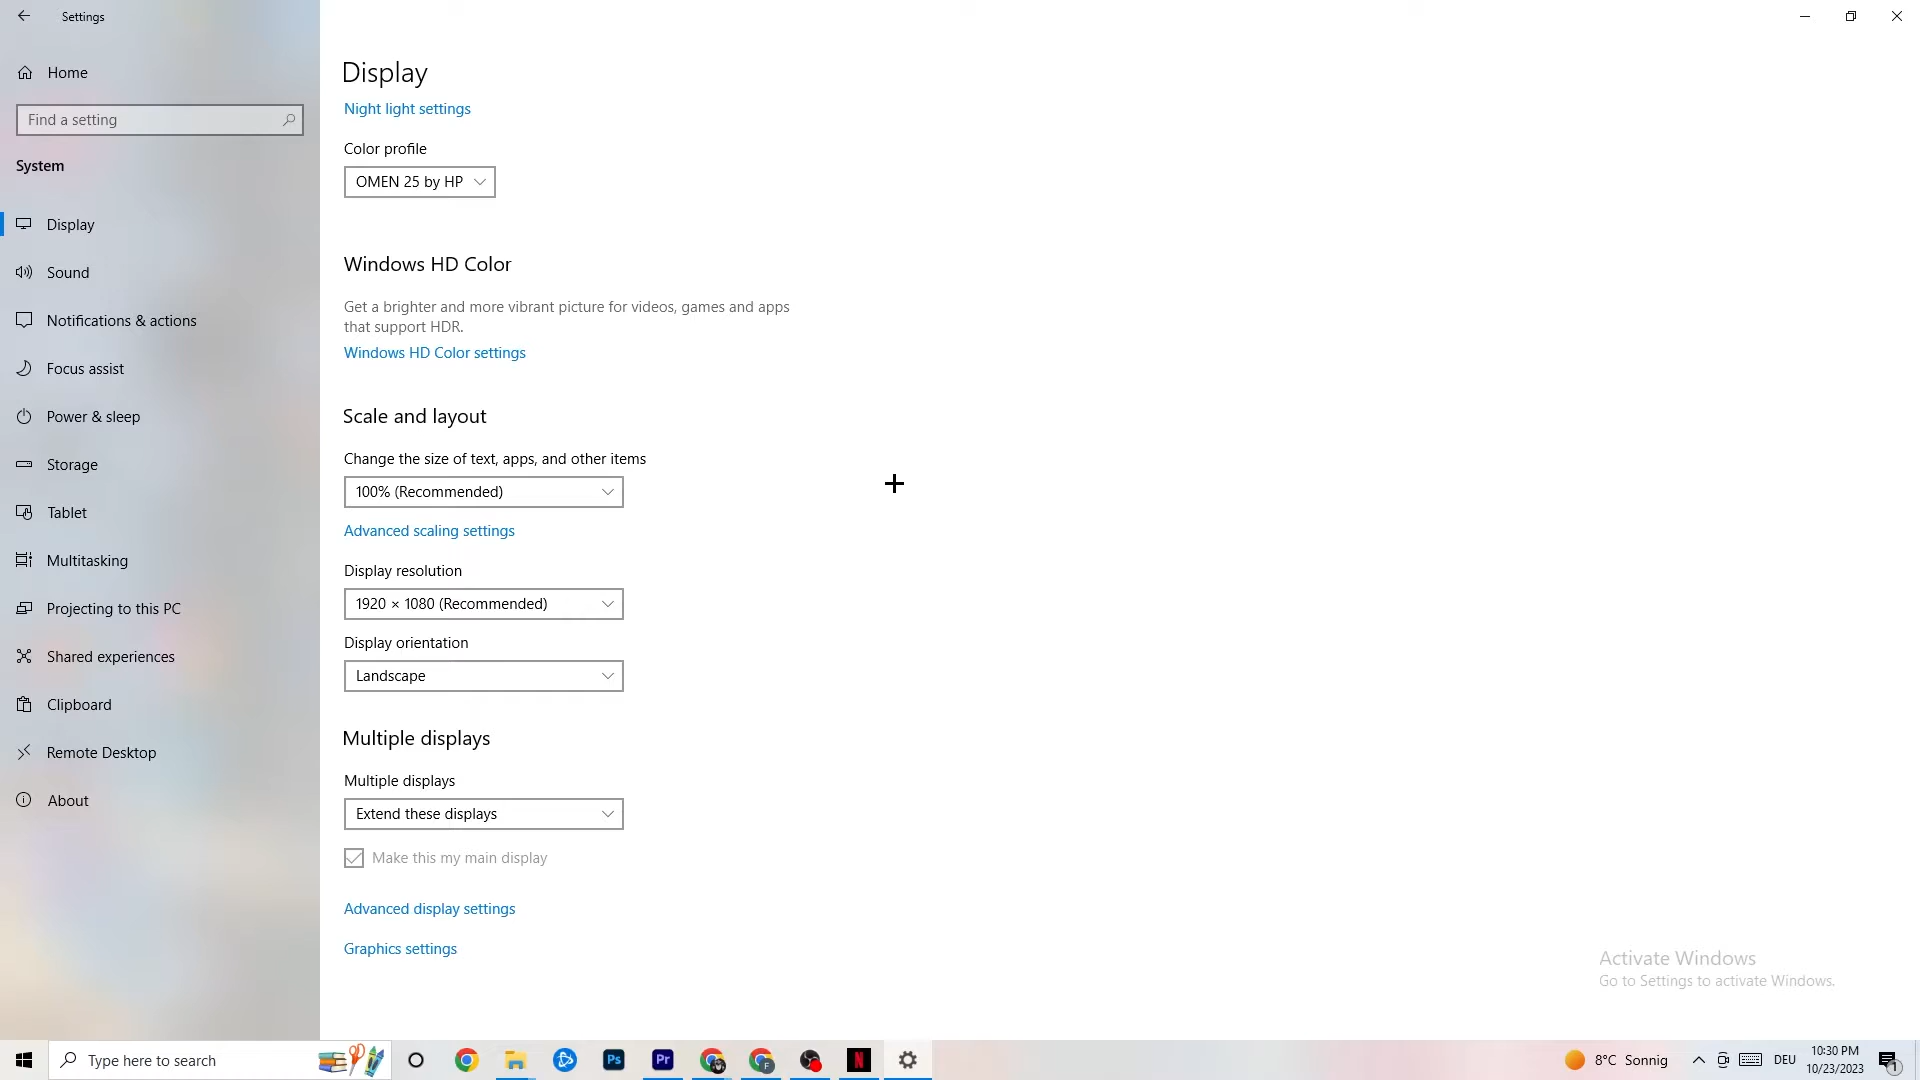 Settings
Home
Find a setting
System
Display
Sound
Notifications & actions
Focus assist
Power & sleep
Storage
Tablet
Multitasking
Projecting to this PC
Shared experiences
Clipboard
Remote Desktop
About
Display
Night light settings
Color profile
OMEN 25 by HP
Windows HD Color
Get a brighter and more vibrant picture for videos, games and apps
that support HDR.
Windows HD Color settings
Scale and layout
Change the size of text, apps, and other items
100% (Recommended)
Advanced scaling settings
Display resolution
1920 × 1080 (Recommended)
Display orientation
Landscape
Multiple displays
Multiple displays
Extend these displays
Make this my main display
Advanced display settings
Graphics settings
Activate Windows
Go to Settings to activate Windows.
Type here to search
Ps
Pr
F
N
8°C Sonnig
DEU
10:30 PM
10/23/2023
1